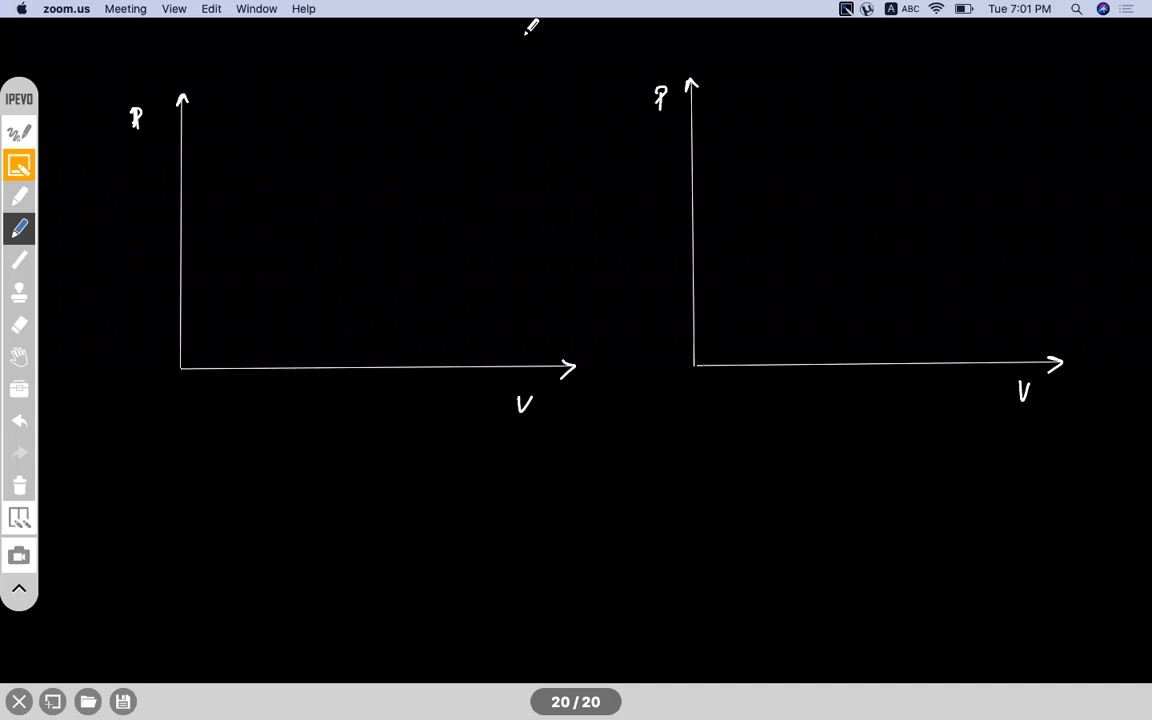 zoom.us Meeting View Edit Window Help A ABC Tue 7:01 PM
IPEVO
P
P
V
V
20 / 20